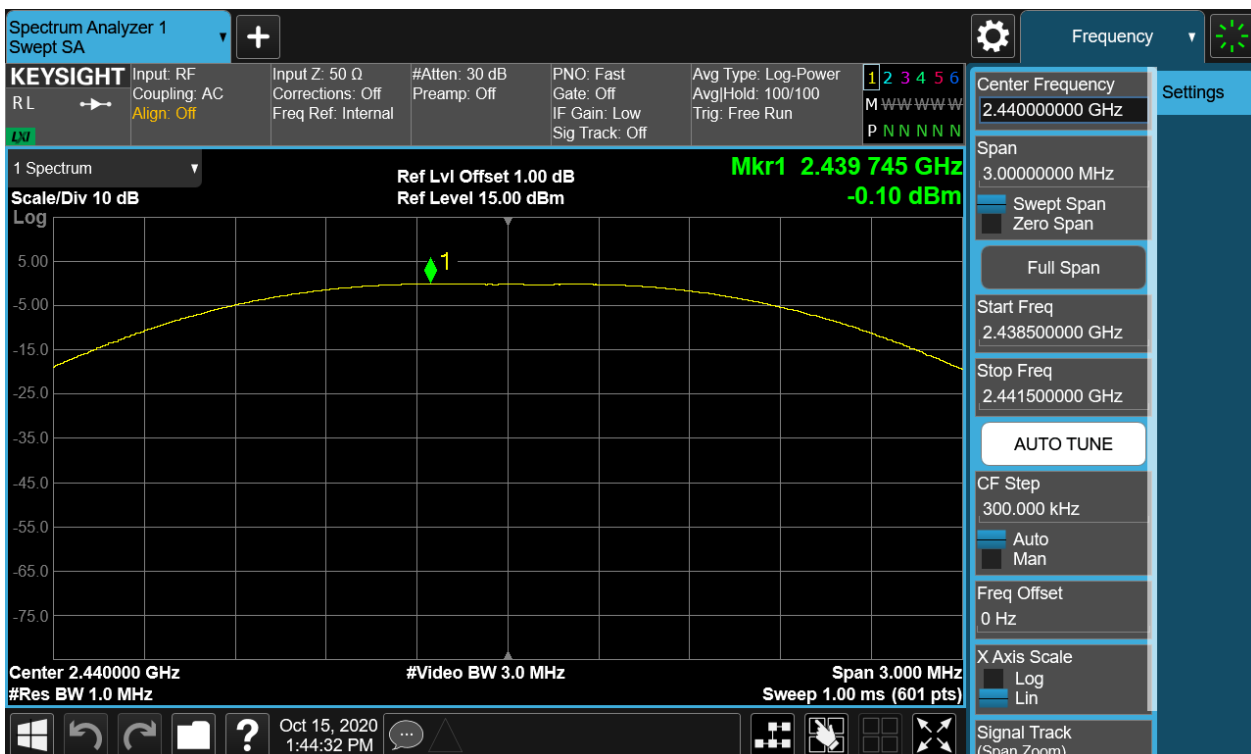 Spectrum Analyzer 1
Swept SA
+
Frequency
KEYSIGHT
R L
LXI
Input: RF
Coupling: AC
Align: Off
Input Z: 50 Ω
Corrections: Off
Freq Ref: Internal
#Atten: 30 dB
Preamp: Off
PNO: Fast
Gate: Off
IF Gain: Low
Sig Track: Off
Avg Type: Log-Power
Avg|Hold: 100/100
Trig: Free Run
1 2 3 4 5 6
M W W W W W
P N N N N N
1 Spectrum
Scale/Div 10 dB
Log
Ref Lvl Offset 1.00 dB
Ref Level 15.00 dBm
Mkr1 2.439 745 GHz
-0.10 dBm
1
5.00
-5.00
-15.0
-25.0
-35.0
-45.0
-55.0
-65.0
-75.0
Center 2.440000 GHz
#Res BW 1.0 MHz
#Video BW 3.0 MHz
Span 3.000 MHz
Sweep 1.00 ms (601 pts)
Center Frequency
2.440000000 GHz
Span
3.00000000 MHz
Swept Span
Zero Span
Full Span
Start Freq
2.438500000 GHz
Stop Freq
2.441500000 GHz
AUTO TUNE
CF Step
300.000 kHz
Auto
Man
Freq Offset
0 Hz
X Axis Scale
Log
Lin
Signal Track
(Span Zoom)
Settings
?
Oct 15, 2020
1:44:32 PM